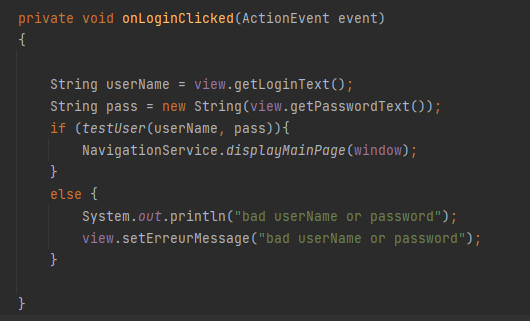 private void onLoginClicked(ActionEvent event)
{
String userName = view.getLoginText();
String pass = new String(view.getPasswordText());
if (testUser(userName, pass)){
NavigationService.displayMainPage(window);
}
else {
System.out.println("bad userName or password");
view.setErreurMessage("bad userName or password");
}
}